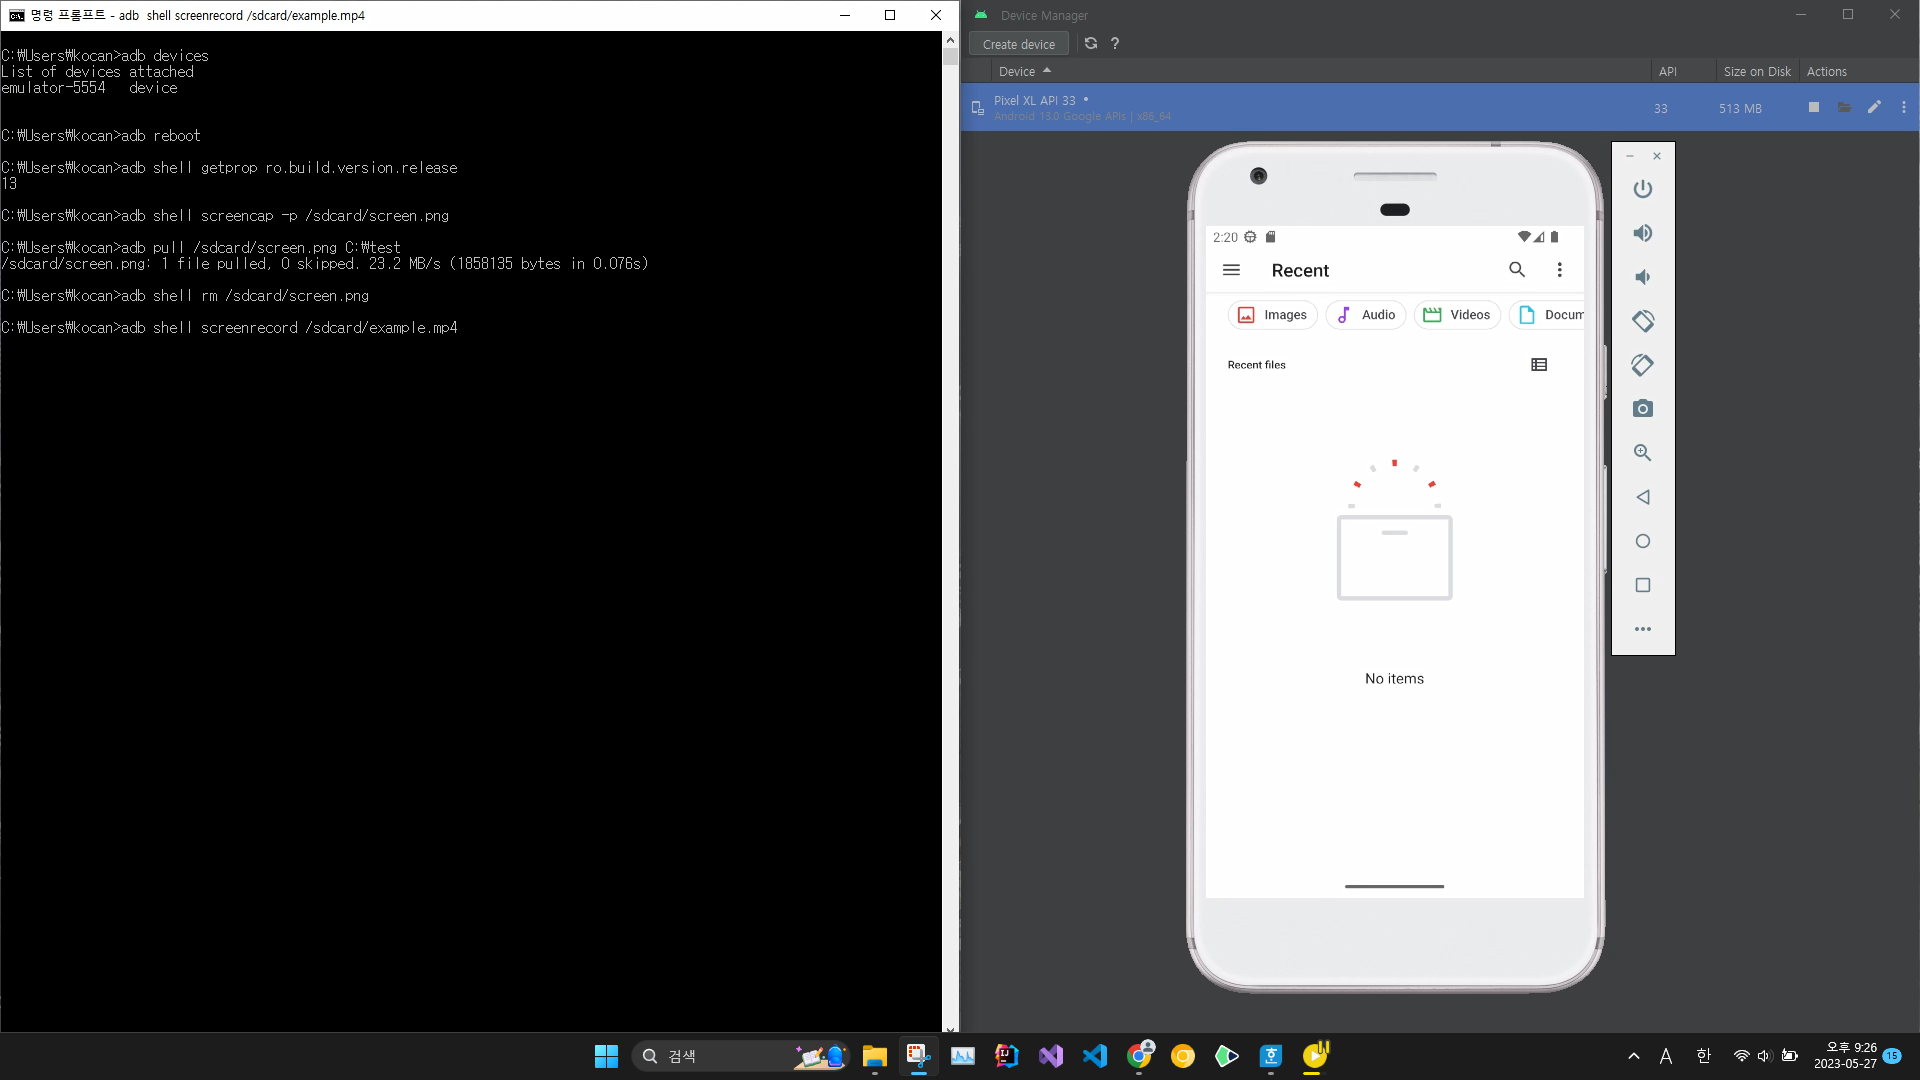 명령 프롬프트 - adb  shell screenrecord /sdcard/example.mp4
C:\Users\kocan>adb devices
List of devices attached
emulator-5554   device
C:\Users\kocan>adb reboot
C:\Users\kocan>adb shell getprop ro.build.version.release
13
C:\Users\kocan>adb shell screencap -p /sdcard/screen.png
C:\Users\kocan>adb pull /sdcard/screen.png C:\test
/sdcard/screen.png: 1 file pulled, 0 skipped. 23.2 MB/s (1858135 bytes in 0.076s)
C:\Users\kocan>adb shell rm /sdcard/screen.png
C:\Users\kocan>adb shell screenrecord /sdcard/example.mp4
Device Manager
Create device
?
Device API Size on Disk Actions
Pixel XL API 33
Android 13.0 Google APIs | x86_64
33 513 MB
2:20
Recent
Images Audio Videos Docum
Recent files
No items
검색
A 한
오후 9:26
2023-05-27
15